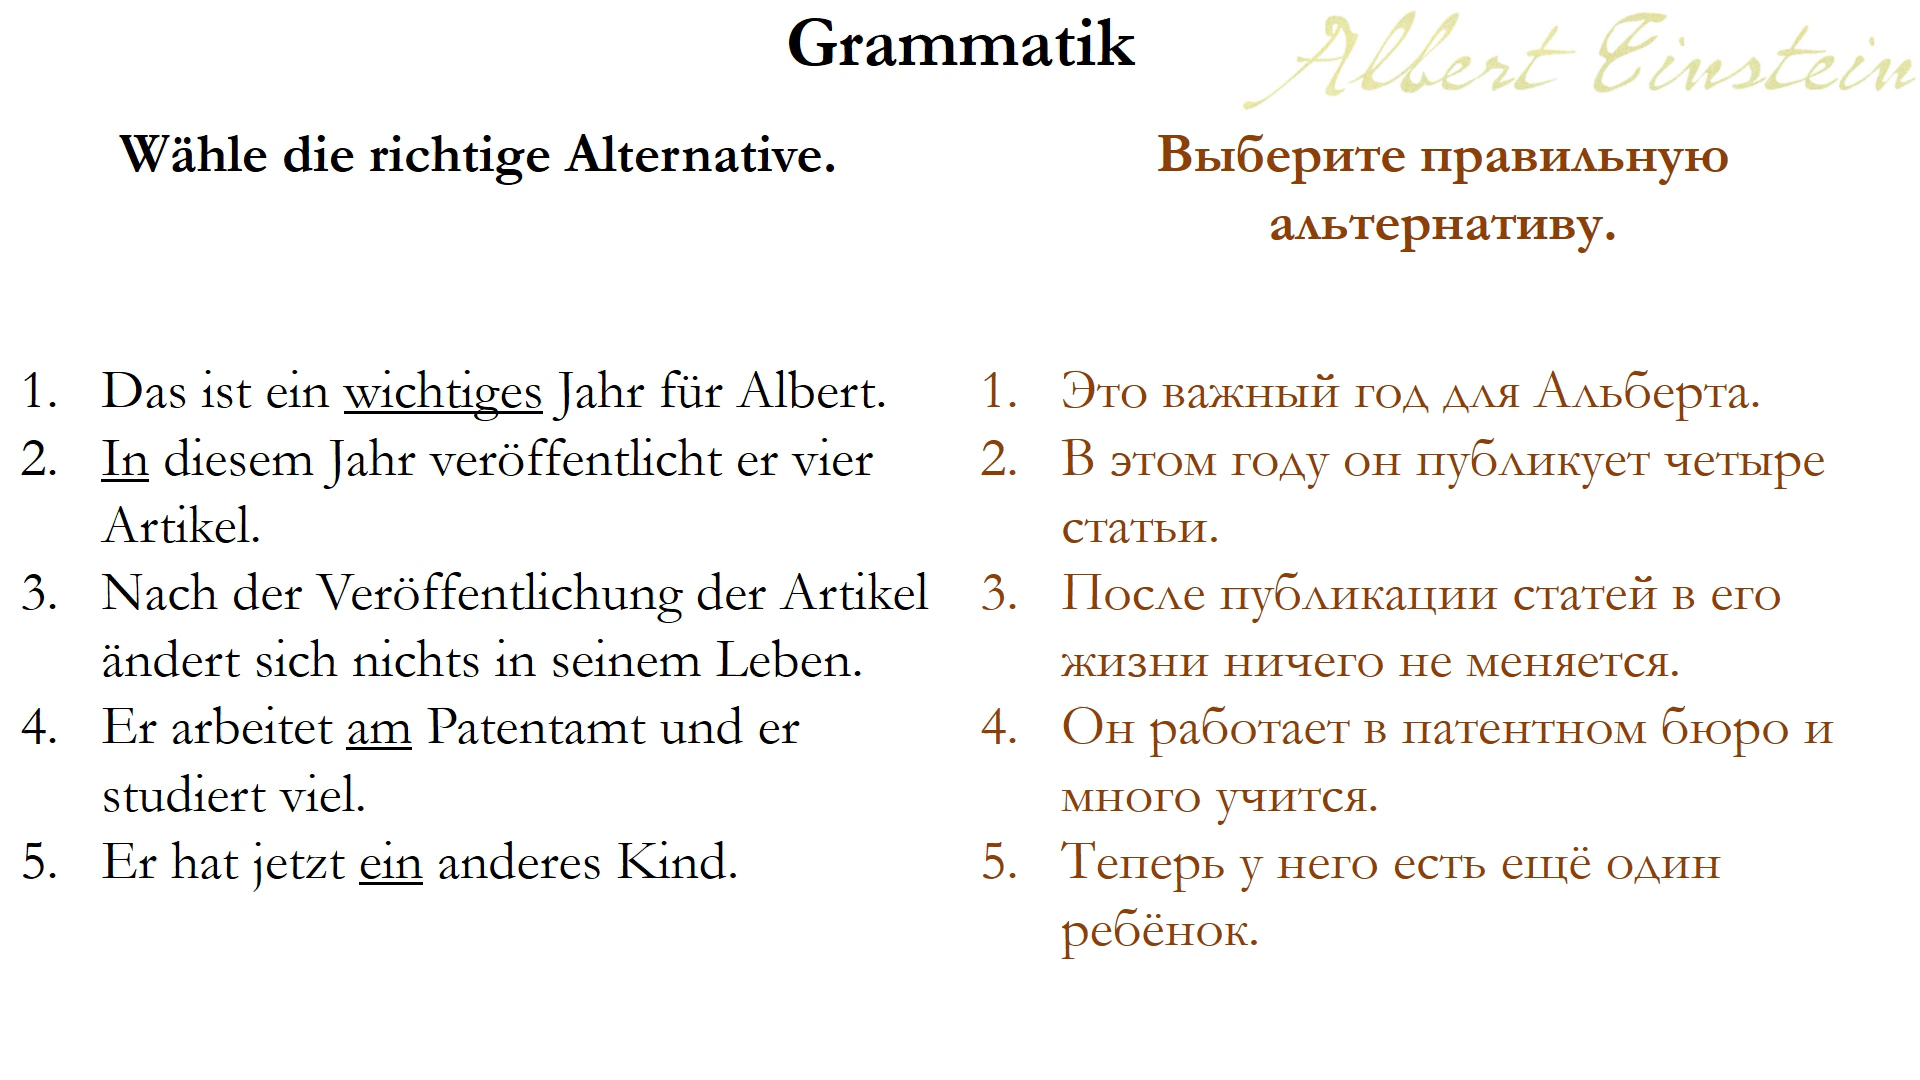 Grammatik
Albert Einstein
Wähle die richtige Alternative.
1. Das ist ein wichtiges Jahr für Albert.
2. In diesem Jahr veröffentlicht er vier
Artikel.
3. Nach der Veröffentlichung der Artikel
ändert sich nichts in seinem Leben.
4. Er arbeitet am Patentamt und er
studiert viel.
5. Er hat jetzt ein anderes Kind.
Выберите правильную
альтернативу.
1. Это важный год для Альберта.
2. В этом году он публикует четыре
статьи.
3. После публикации статей в его
жизни ничего не меняется.
4. Он работает в патентном бюро и
много учится.
5. Теперь у него есть ещё один
ребёнок.